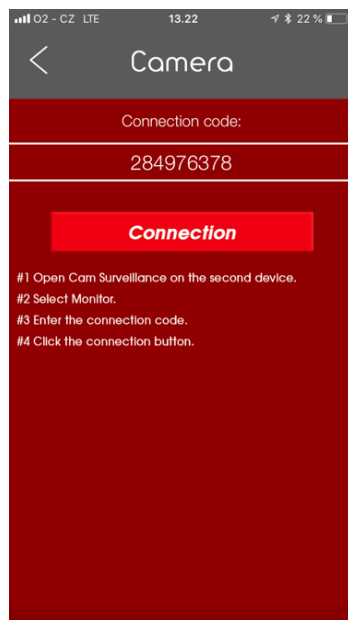 O2 - CZ LTE 13.22 22 %
Camera
Connection code:
284976378
Connection
#1 Open Cam Surveillance on the second device.
#2 Select Monitor.
#3 Enter the connection code.
#4 Click the connection button.